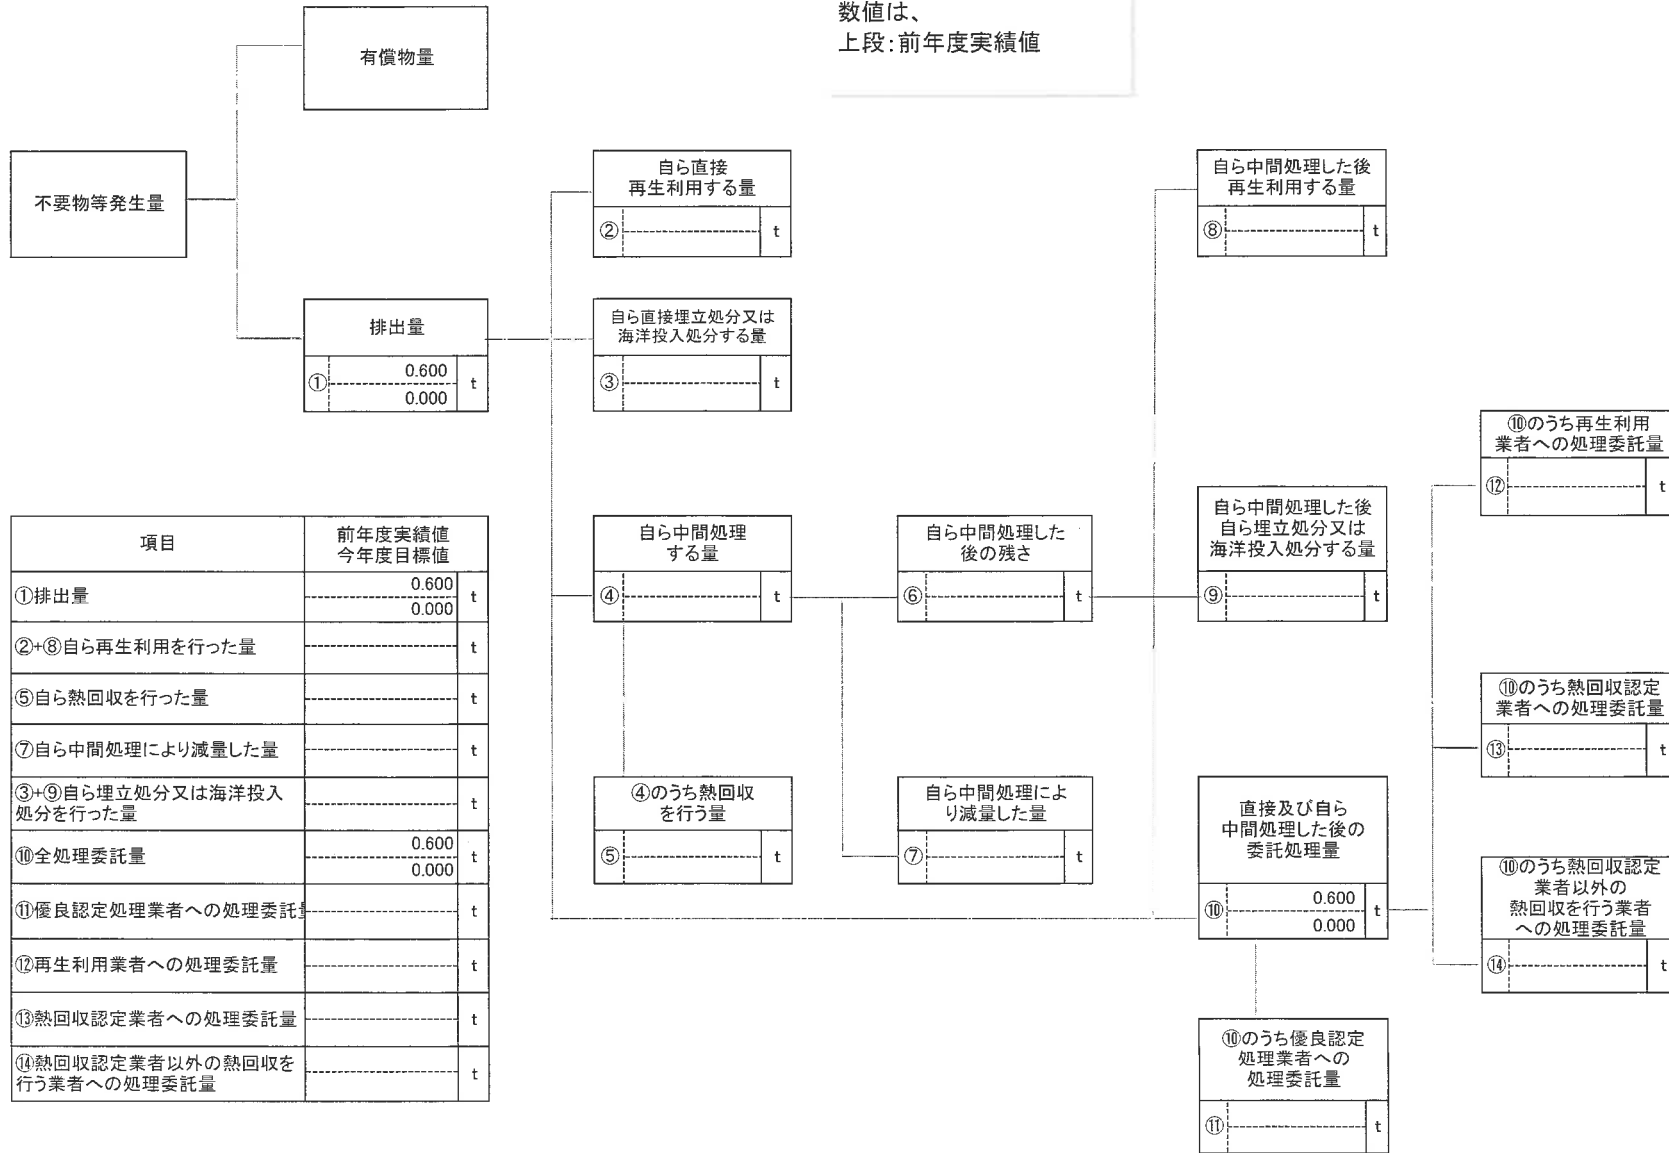 数値は、
上段:前年度実績値
有償物量
不要物等発生量
排出量
① 0.600 t
0.000
自ら直接
再生利用する量
② t
自ら直接埋立処分又は
海洋投入処分する量
③ t
自ら中間処理した後
再生利用する量
⑧ t
⑩のうち再生利用
業者への処理委託量
⑫ t
自ら中間処理
する量
④ t
自ら中間処理した
後の残さ
⑥ t
自ら中間処理した後
自ら埋立処分又は
海洋投入処分する量
⑨ t
⑩のうち熱回収認定
業者への処理委託量
⑬ t
④のうち熱回収
を行う量
⑤ t
自ら中間処理によ
り減量した量
⑦ t
直接及び自ら
中間処理した後の
委託処理量
⑩ 0.600 t
0.000
⑩のうち熱回収認定
業者以外の
熱回収を行う業者
への処理委託量
⑭ t
⑩のうち優良認定
処理業者への
処理委託量
⑪ t
項目 前年度実績値
今年度目標値
①排出量 0.600 t
0.000
②+⑧自ら再生利用を行った量 t
⑤自ら熱回収を行った量 t
⑦自ら中間処理により減量した量 t
③+⑨自ら埋立処分又は海洋投入
処分を行った量 t
⑩全処理委託量 0.600 t
0.000
⑪優良認定処理業者への処理委託 t
⑫再生利用業者への処理委託量 t
⑬熱回収認定業者への処理委託量 t
⑭熱回収認定業者以外の熱回収を
行う業者への処理委託量 t